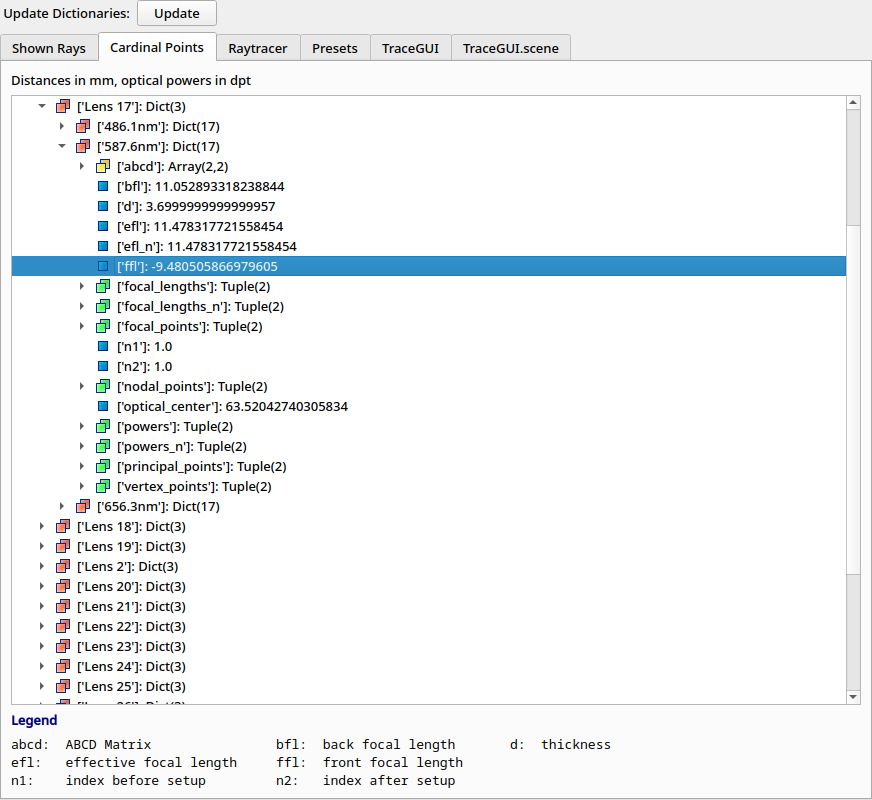 Update Dictionaries: Update
Shown Rays Cardinal Points Raytracer Presets TraceGUI TraceGUI.scene
Distances in mm, optical powers in dpt
['Lens 17']: Dict(3)
['486.1nm']: Dict(17)
['587.6nm']: Dict(17)
['abcd']: Array(2,2)
['bfl']: 11.052893318238844
['d']: 3.6999999999999957
['efl']: 11.478317721558454
['efl_n']: 11.478317721558454
['ffl']: -9.480505866979605
['focal_lengths']: Tuple(2)
['focal_lengths_n']: Tuple(2)
['focal_points']: Tuple(2)
['n1']: 1.0
['n2']: 1.0
['nodal_points']: Tuple(2)
['optical_center']: 63.52042740305834
['powers']: Tuple(2)
['powers_n']: Tuple(2)
['principal_points']: Tuple(2)
['vertex_points']: Tuple(2)
['656.3nm']: Dict(17)
['Lens 18']: Dict(3)
['Lens 19']: Dict(3)
['Lens 2']: Dict(3)
['Lens 20']: Dict(3)
['Lens 21']: Dict(3)
['Lens 22']: Dict(3)
['Lens 23']: Dict(3)
['Lens 24']: Dict(3)
['Lens 25']: Dict(3)
Legend
abcd: ABCD Matrix bfl: back focal length d: thickness
efl: effective focal length ffl: front focal length
n1: index before setup n2: index after setup